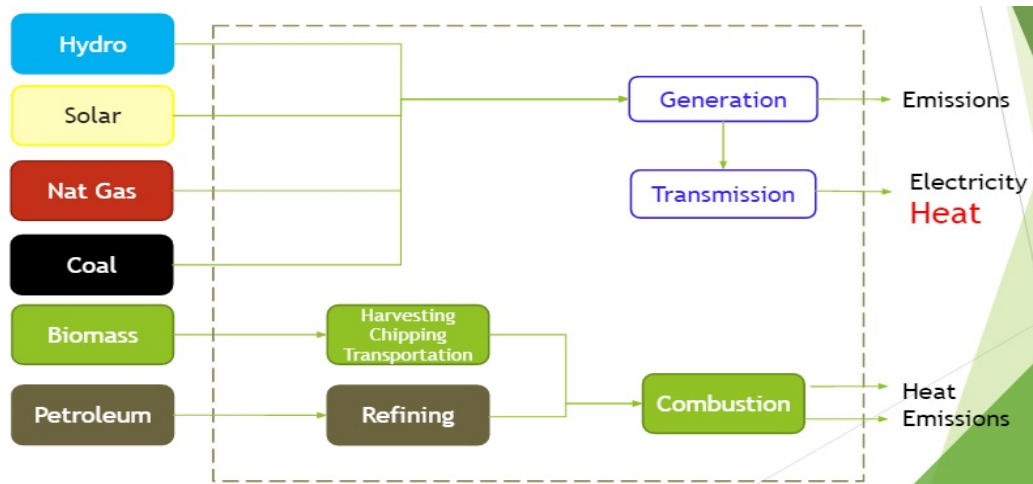 Hydro
Solar
Nat Gas
Coal
Biomass
Petroleum
Harvesting
Chipping
Transportation
Refining
Generation
Transmission
Combustion
Emissions
Electricity
Heat
Heat
Emissions